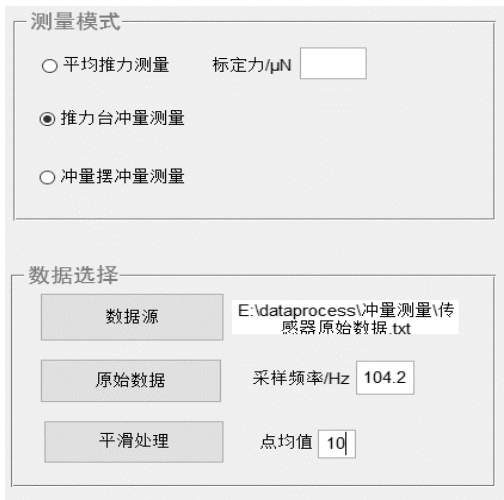 测量模式
平均推力测量 标定力/μN
推力台冲量测量
冲量摆冲量测量
数据选择
数据源 E:\dataprocess\冲量测量\传
感器原始数据.txt
原始数据 采样频率/Hz 104.2
平滑处理 点均值 10